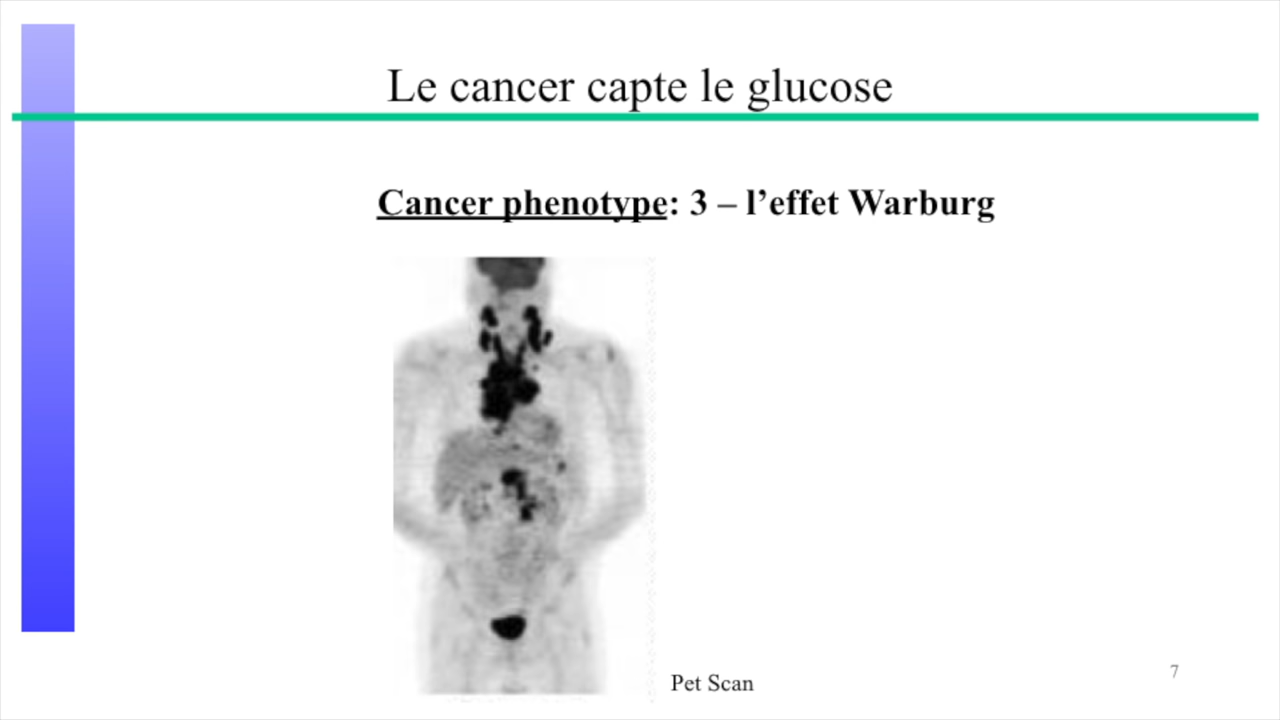 Le cancer capte le glucose
Cancer phenotype: 3 – l’effet Warburg
Pet Scan
7